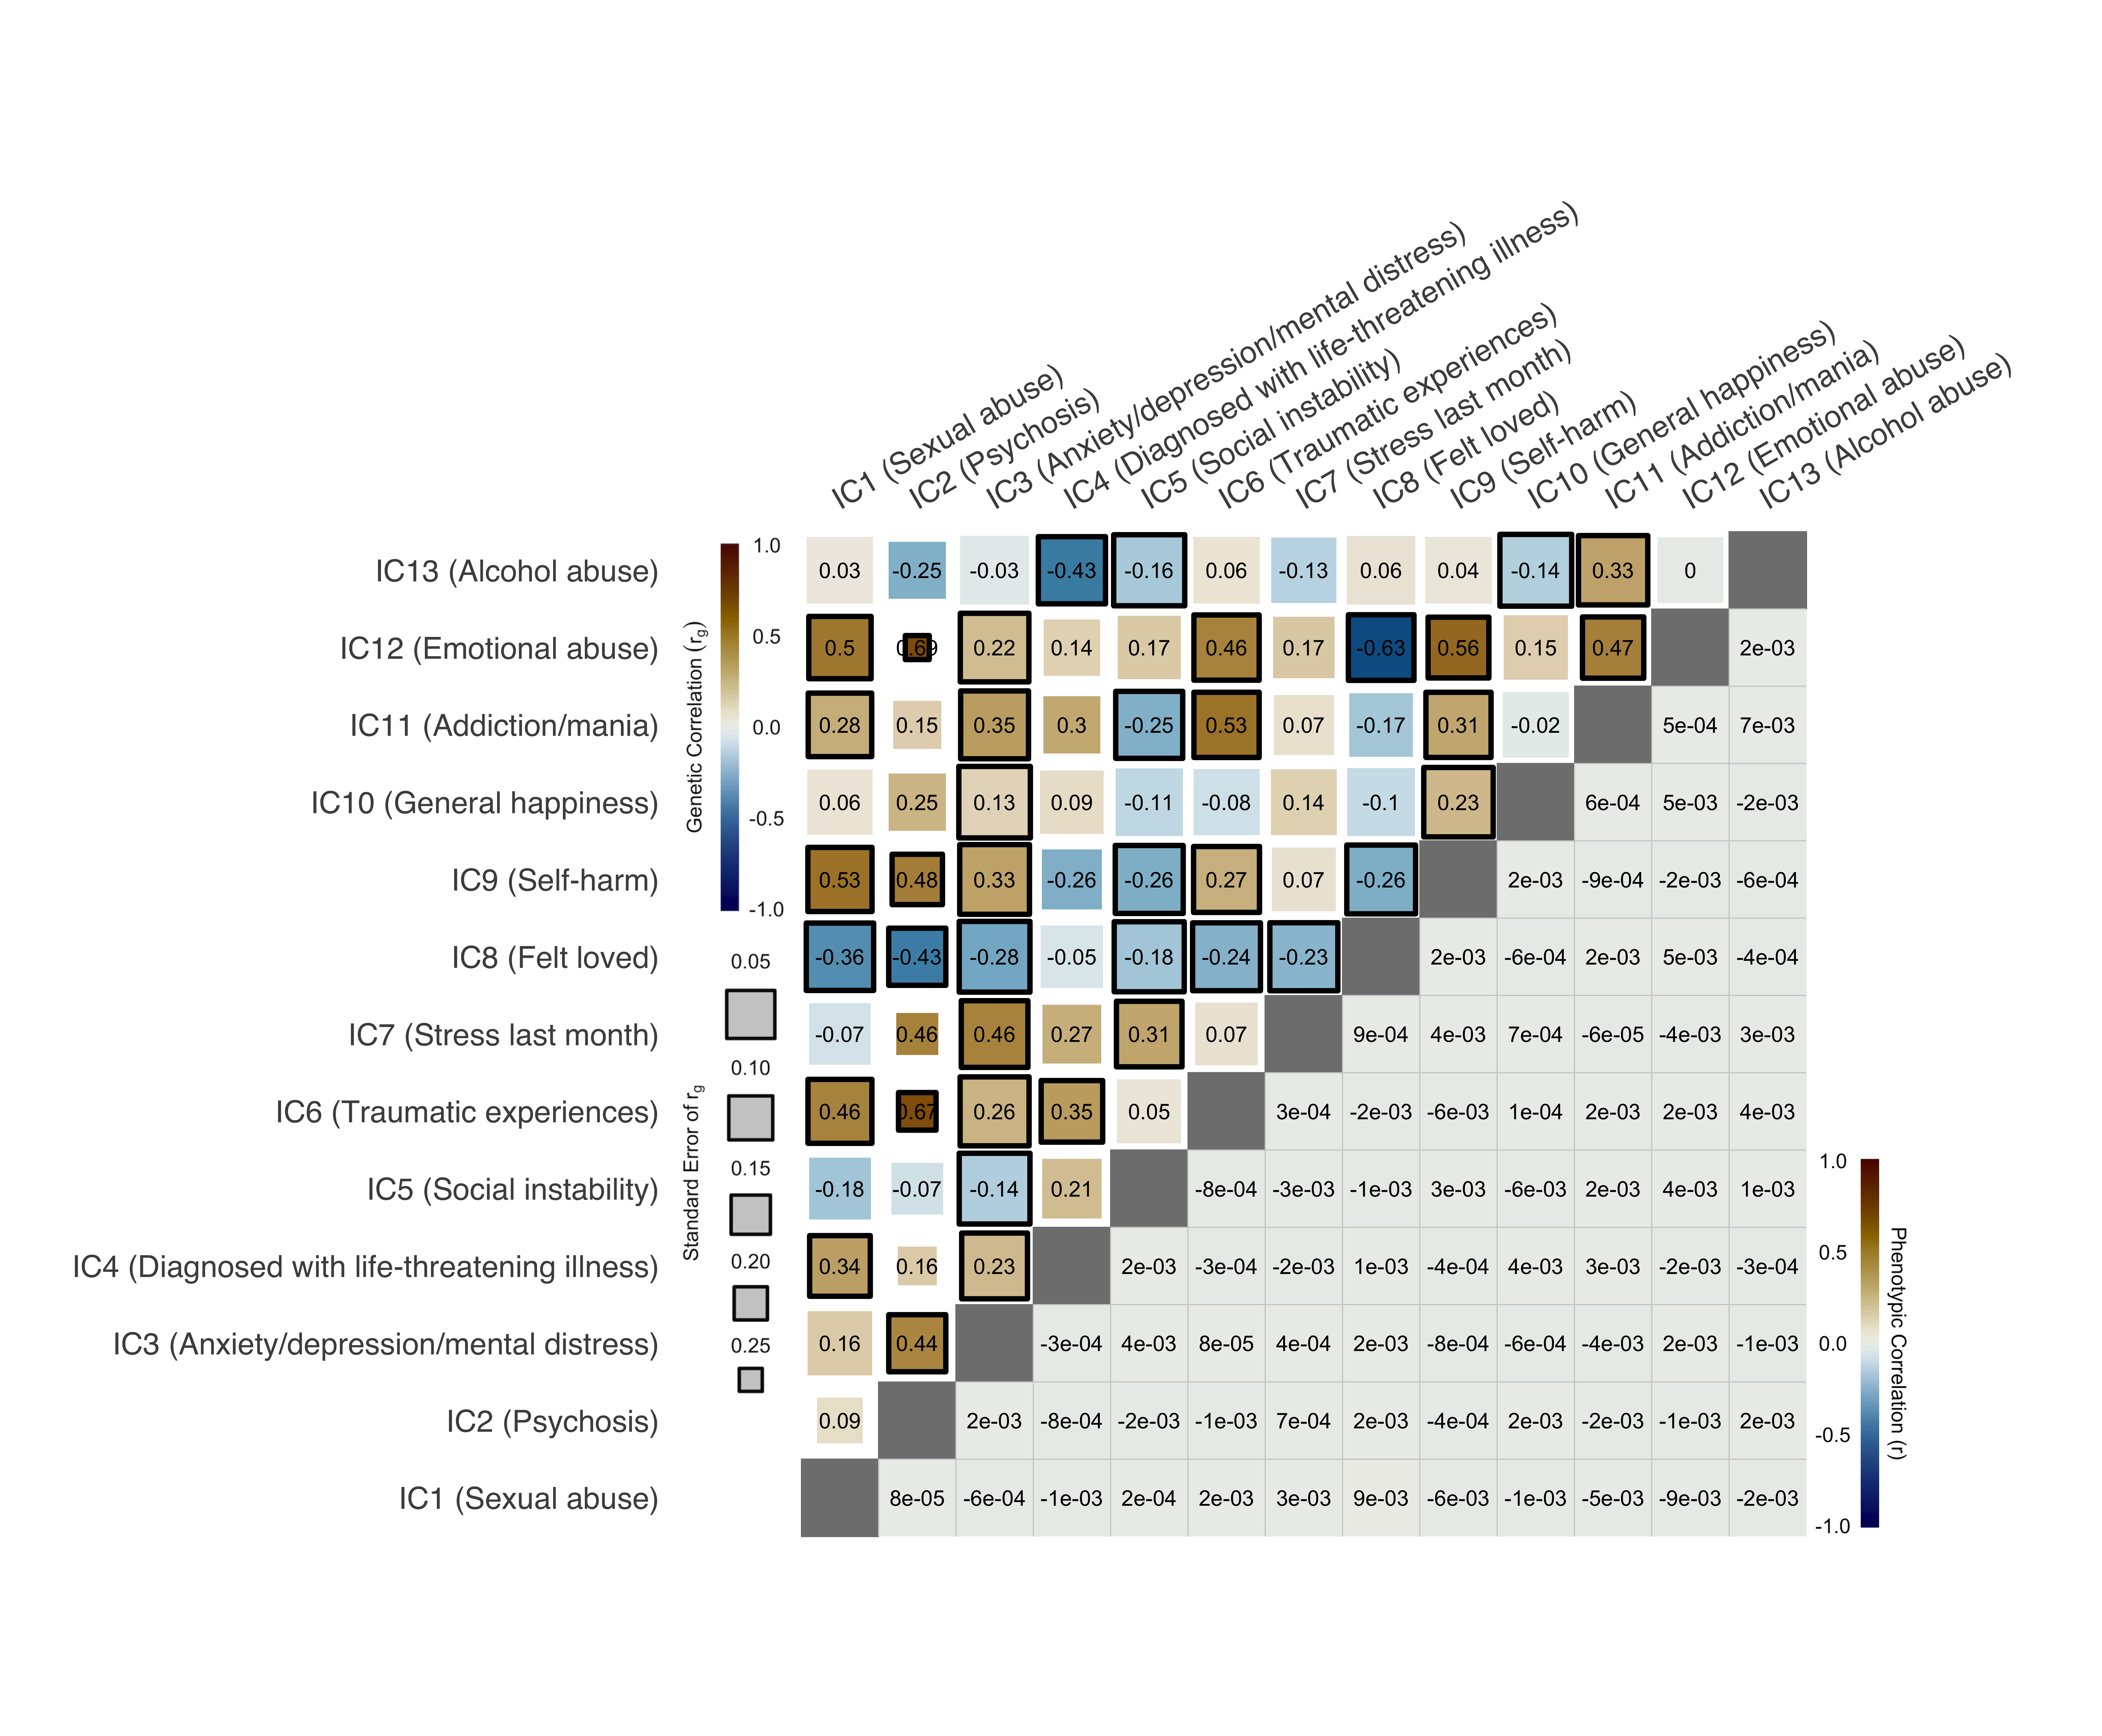 IC1 (Sexual abuse)
IC2 (Psychosis)
IC3 (Anxiety/depression/mental distress)
IC4 (Diagnosed with life-threatening illness)
IC5 (Social instability)
IC6 (Traumatic experiences)
IC7 (Stress last month)
IC8 (Felt loved)
IC9 (Self-harm)
IC10 (General happiness)
IC11 (Addiction/mania)
IC12 (Emotional abuse)
IC13 (Alcohol abuse)
IC13 (Alcohol abuse) 0.03 -0.25 -0.03 -0.43 -0.16 0.06 -0.13 0.06 0.04 -0.14 0.33 0
IC12 (Emotional abuse) 0.5 0.69 0.22 0.14 0.17 0.46 0.17 -0.63 0.56 0.15 0.47 2e-03
IC11 (Addiction/mania) 0.28 0.15 0.35 0.3 -0.25 0.53 0.07 -0.17 0.31 -0.02 5e-04 7e-03
IC10 (General happiness) 0.06 0.25 0.13 0.09 -0.11 -0.08 0.14 -0.1 0.23 6e-04 5e-03 -2e-03
IC9 (Self-harm) 0.53 0.48 0.33 -0.26 -0.26 0.27 0.07 -0.26 2e-03 -9e-04 -2e-03 -6e-04
IC8 (Felt loved) -0.36 -0.43 -0.28 -0.05 -0.18 -0.24 -0.23 2e-03 -6e-04 2e-03 5e-03 -4e-04
IC7 (Stress last month) -0.07 0.46 0.46 0.27 0.31 0.07 9e-04 4e-03 7e-04 -6e-05 -4e-03 3e-03
IC6 (Traumatic experiences) 0.46 0.67 0.26 0.35 0.05 3e-04 -2e-03 -6e-03 1e-04 2e-03 2e-03 4e-03
IC5 (Social instability) -0.18 -0.07 -0.14 0.21 -8e-04 -3e-03 -1e-03 3e-03 -6e-03 2e-03 4e-03 1e-03
IC4 (Diagnosed with life-threatening illness) 0.34 0.16 0.23 2e-03 -3e-04 -2e-03 1e-03 -4e-04 4e-03 3e-03 -2e-03 -3e-04
IC3 (Anxiety/depression/mental distress) 0.16 0.44 -3e-04 4e-03 8e-05 4e-04 2e-03 -8e-04 -6e-04 -4e-03 2e-03 -1e-03
IC2 (Psychosis) 0.09 2e-03 -8e-04 -2e-03 -1e-03 7e-04 2e-03 -4e-04 2e-03 -2e-03 -1e-03 2e-03
IC1 (Sexual abuse) 8e-05 -6e-04 -1e-03 2e-04 2e-03 3e-03 9e-03 -6e-03 -1e-03 -5e-03 -9e-03 -2e-03
Genetic Correlation (rg)
1.0
0.5
0.0
-0.5
-1.0
Standard Error of rg
0.05
0.10
0.15
0.20
0.25
Phenotypic Correlation (r)
1.0
0.5
0.0
-0.5
-1.0